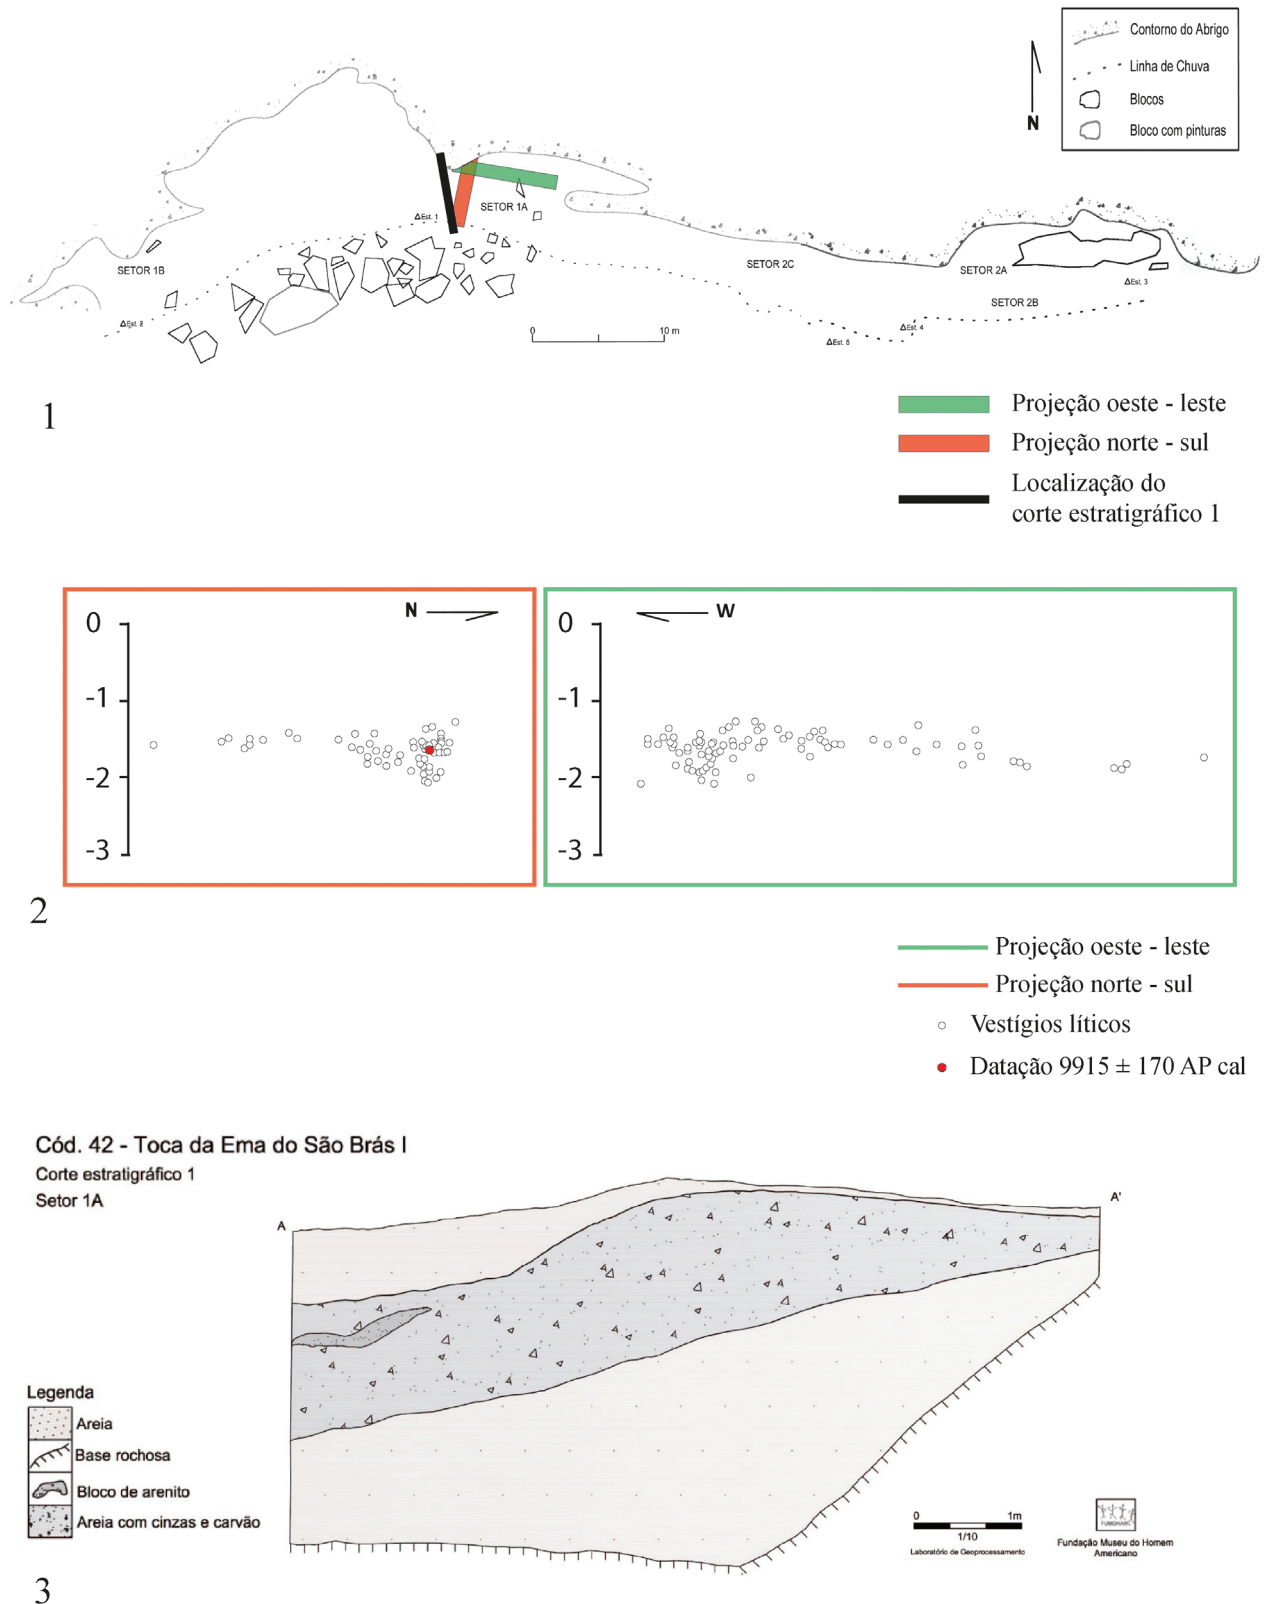 Contorno do Abrigo
Linha de Chuva
Blocos
Bloco com pinturas
N
SETOR 1A
Est. 1
SETOR 1B
SETOR 2C
SETOR 2A
Est. 3
SETOR 2B
Est. 2
Est. 4
Est. 5
0 10 m
1
Projeção oeste - leste
Projeção norte - sul
Localização do
corte estratigráfico 1
N
0
-1
-2
-3
W
0
-1
-2
-3
2
Projeção oeste - leste
Projeção norte - sul
Vestígios líticos
Datação 9915 ± 170 AP cal
Cód. 42 - Toca da Ema do São Brás I
Corte estratigráfico 1
Setor 1A
A
A'
Legenda
Areia
Base rochosa
Bloco de arenito
Areia com cinzas e carvão
0 1m
1/10
Laboratório de Geoprocessamento
FUMDHAM
Fundação Museu do Homem
Americano
3